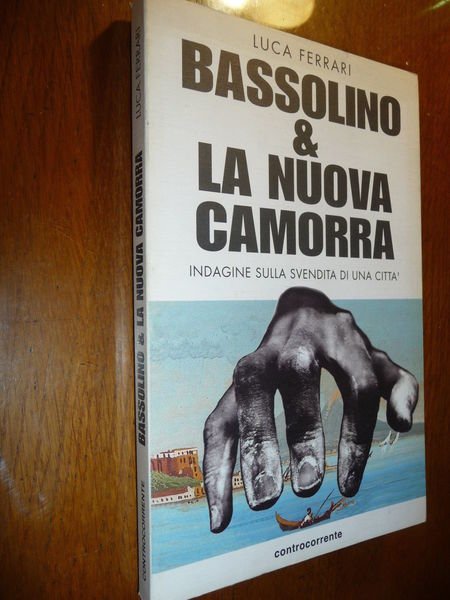 LUCA FERRARI
BASSOLINO
&
LA NUOVA
CAMORRA
INDAGINE SULLA SVENDITA DI UNA CITTA'
controcorrente
LUCA FERRARI
BASSOLINO & LA NUOVA CAMORRA
CONTROCORRENTE